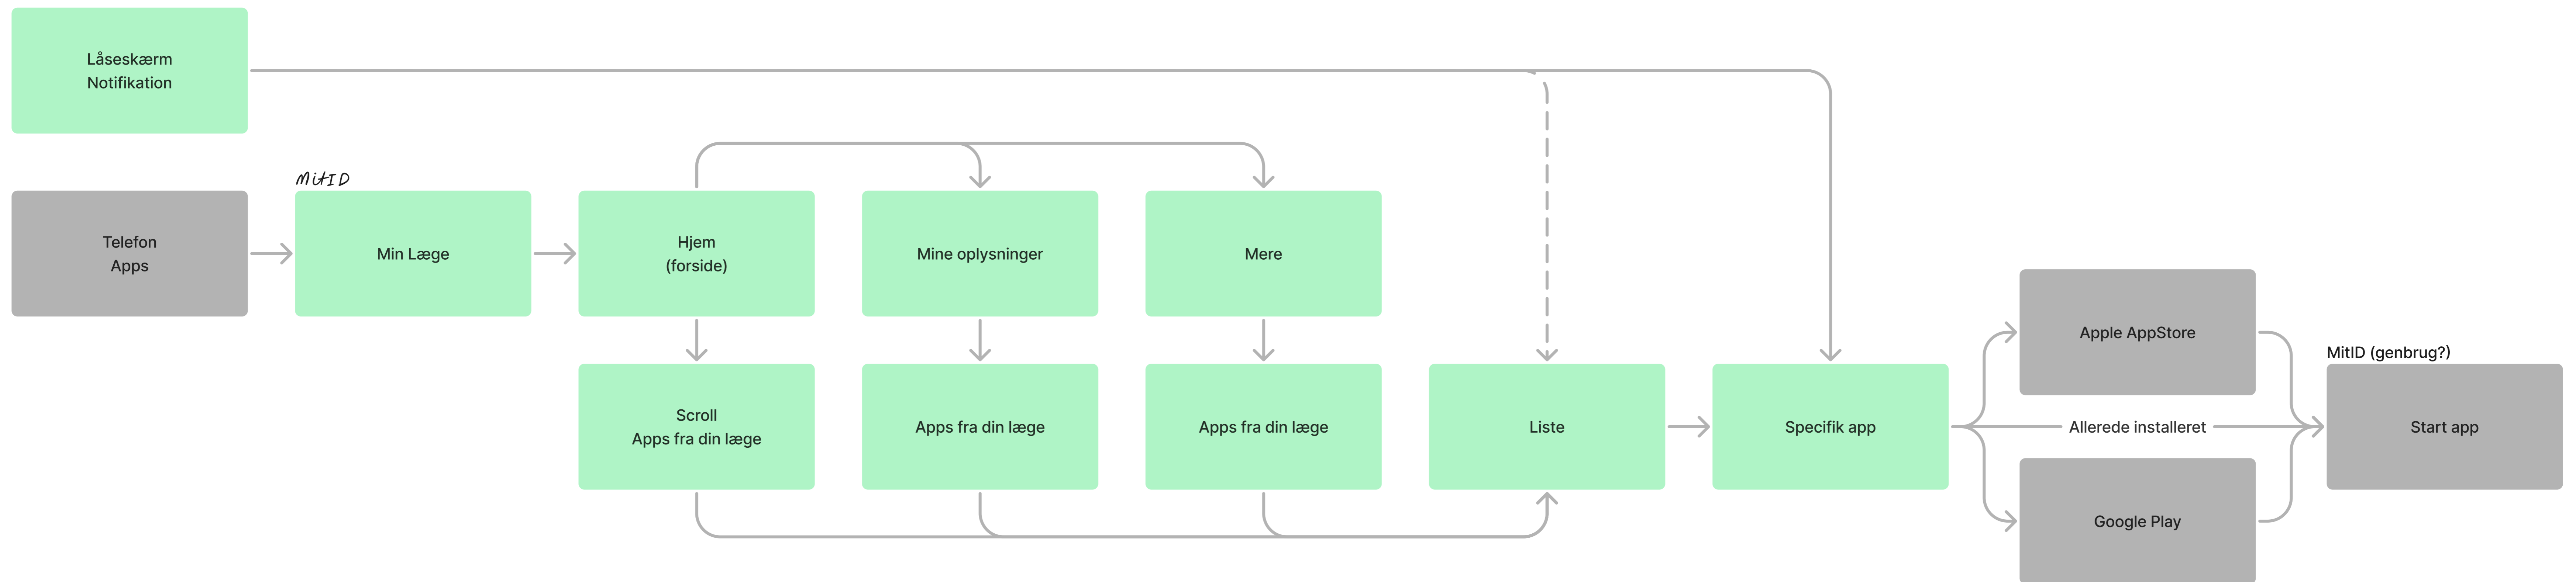 Låseskærm
Notifikation
MitID
Telefon
Apps
Min Læge
Hjem
(forside)
Mine oplysninger
Mere
Scroll
Apps fra din læge
Apps fra din læge
Apps fra din læge
Liste
Specifik app
Apple AppStore
Allerede installeret
Google Play
MitID (genbrug?)
Start app